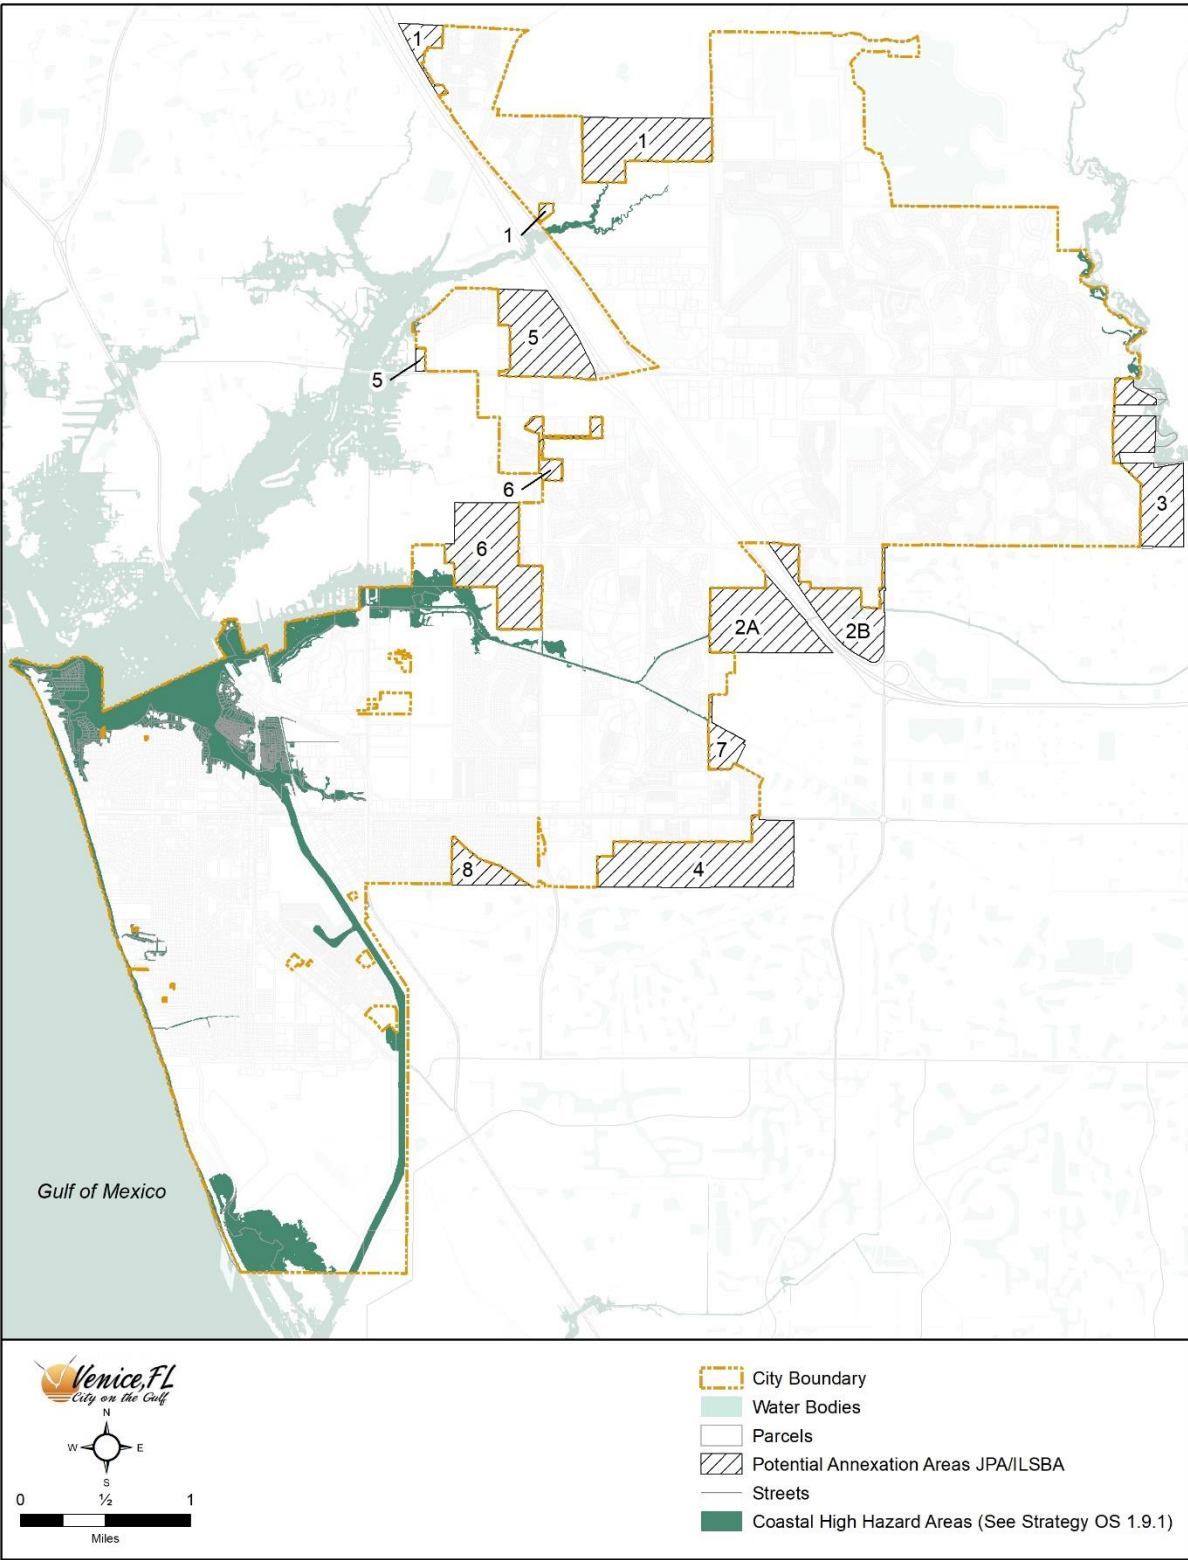 1
1
1
5
5
6
3
6
2A
2B
7
8
4
Gulf of Mexico
Venice, FL
City on the Gulf
N
W E
S
0 ½ 1
Miles
City Boundary
Water Bodies
Parcels
Potential Annexation Areas JPA/ILSBA
Streets
Coastal High Hazard Areas (See Strategy OS 1.9.1)